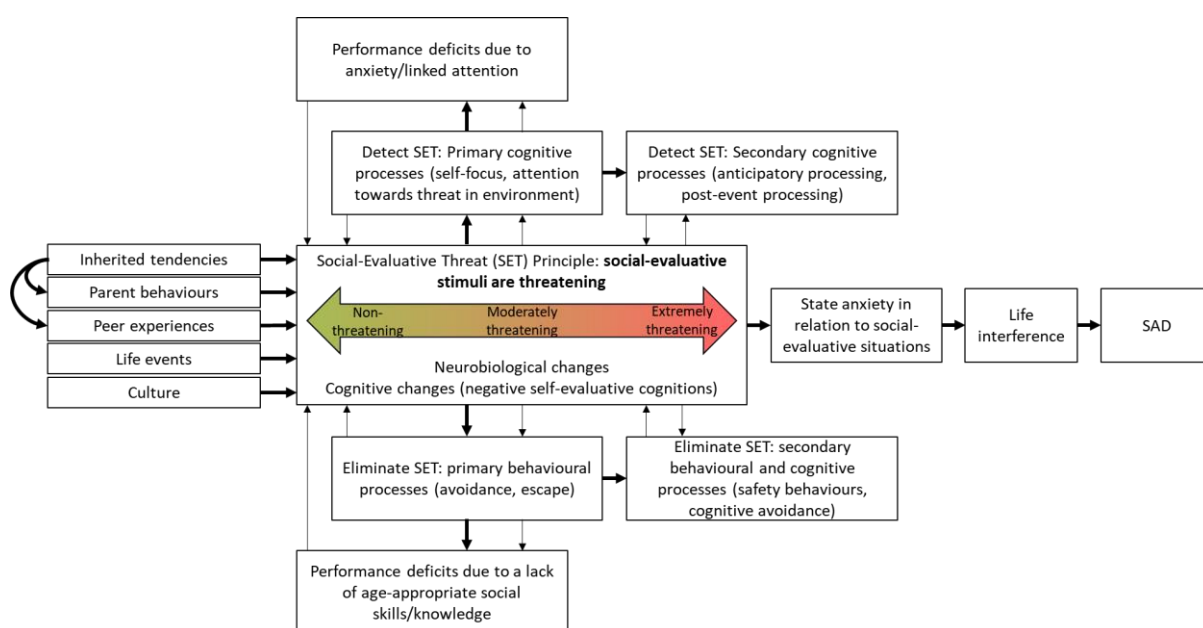 Performance deficits due to
anxiety/linked attention
Detect SET: Primary cognitive
processes (self-focus, attention
towards threat in environment)
Detect SET: Secondary cognitive
processes (anticipatory processing,
post-event processing)
Inherited tendencies
Parent behaviours
Peer experiences
Life events
Culture
Social-Evaluative Threat (SET) Principle: social-evaluative
stimuli are threatening
Non-
threatening
Moderately
threatening
Extremely
threatening
Neurobiological changes
Cognitive changes (negative self-evaluative cognitions)
State anxiety in
relation to social-
evaluative situations
Life
interference
SAD
Eliminate SET: primary behavioural
processes (avoidance, escape)
Eliminate SET: secondary
behavioural and cognitive
processes (safety behaviours,
cognitive avoidance)
Performance deficits due to a lack
of age-appropriate social
skills/knowledge